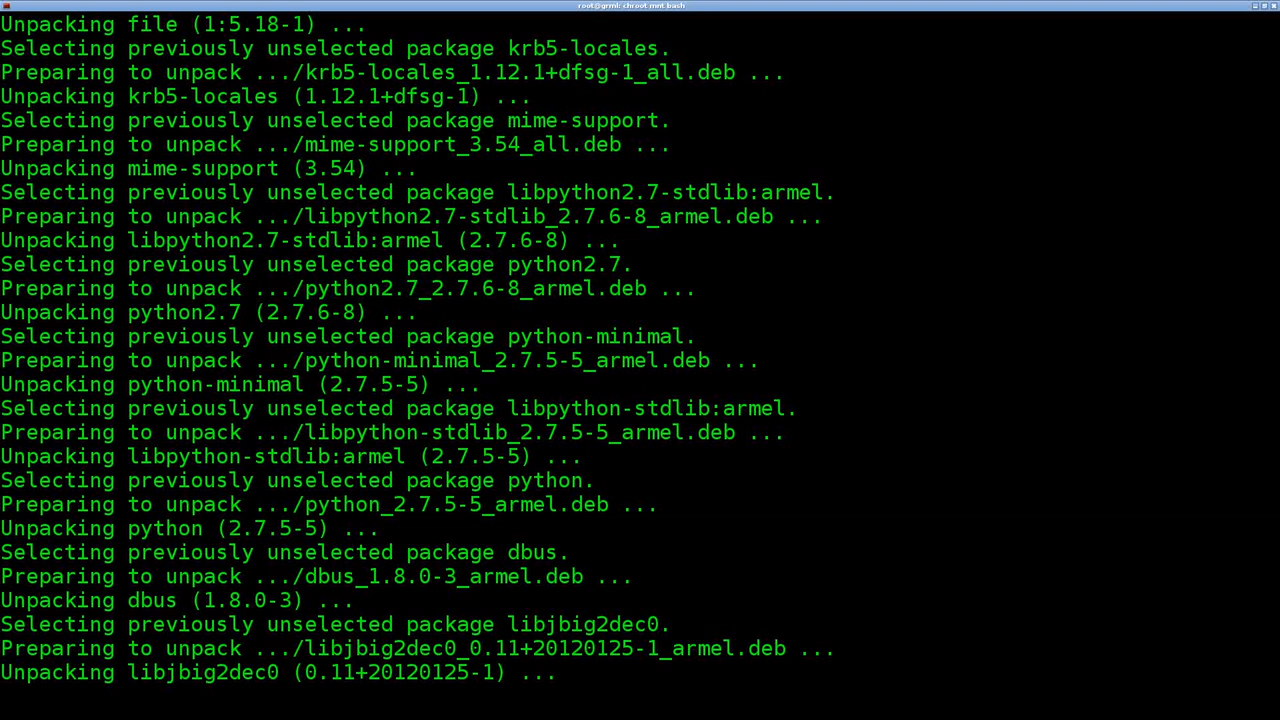 root@grml: chroot mnt bash
Unpacking file (1:5.18-1) ...
Selecting previously unselected package krb5-locales.
Preparing to unpack .../krb5-locales_1.12.1+dfsg-1_all.deb ...
Unpacking krb5-locales (1.12.1+dfsg-1) ...
Selecting previously unselected package mime-support.
Preparing to unpack .../mime-support_3.54_all.deb ...
Unpacking mime-support (3.54) ...
Selecting previously unselected package libpython2.7-stdlib:armel.
Preparing to unpack .../libpython2.7-stdlib_2.7.6-8_armel.deb ...
Unpacking libpython2.7-stdlib:armel (2.7.6-8) ...
Selecting previously unselected package python2.7.
Preparing to unpack .../python2.7_2.7.6-8_armel.deb ...
Unpacking python2.7 (2.7.6-8) ...
Selecting previously unselected package python-minimal.
Preparing to unpack .../python-minimal_2.7.5-5_armel.deb ...
Unpacking python-minimal (2.7.5-5) ...
Selecting previously unselected package libpython-stdlib:armel.
Preparing to unpack .../libpython-stdlib_2.7.5-5_armel.deb ...
Unpacking libpython-stdlib:armel (2.7.5-5) ...
Selecting previously unselected package python.
Preparing to unpack .../python_2.7.5-5_armel.deb ...
Unpacking python (2.7.5-5) ...
Selecting previously unselected package dbus.
Preparing to unpack .../dbus_1.8.0-3_armel.deb ...
Unpacking dbus (1.8.0-3) ...
Selecting previously unselected package libjbig2dec0.
Preparing to unpack .../libjbig2dec0_0.11+20120125-1_armel.deb ...
Unpacking libjbig2dec0 (0.11+20120125-1) ...